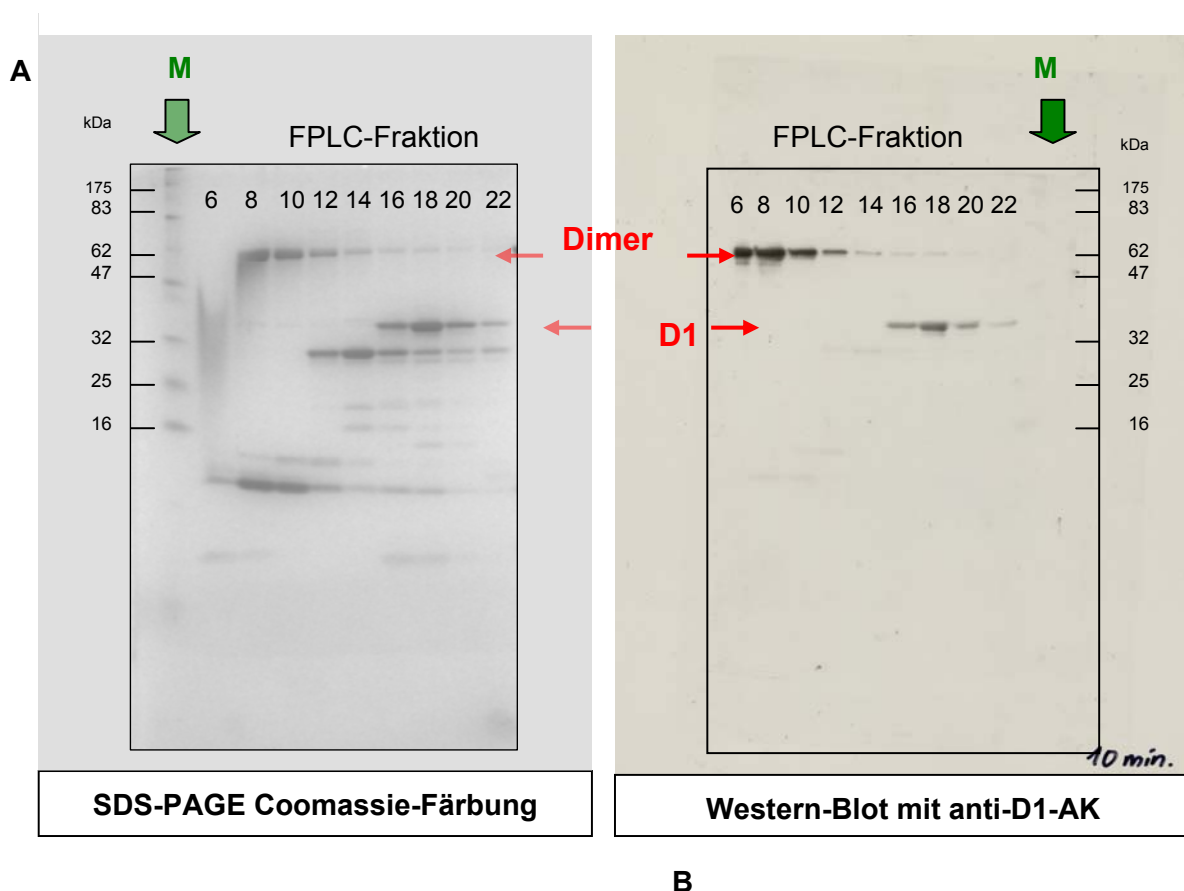 A
M
kDa
FPLC-Fraktion
175
83
62
47
32
25
16
6 8 10 12 14 16 18 20 22
Dimer
D1
SDS-PAGE Coomassie-Färbung
M
FPLC-Fraktion
kDa
6 8 10 12 14 16 18 20 22
175
83
62
47
32
25
16
10 min.
Western-Blot mit anti-D1-AK
B